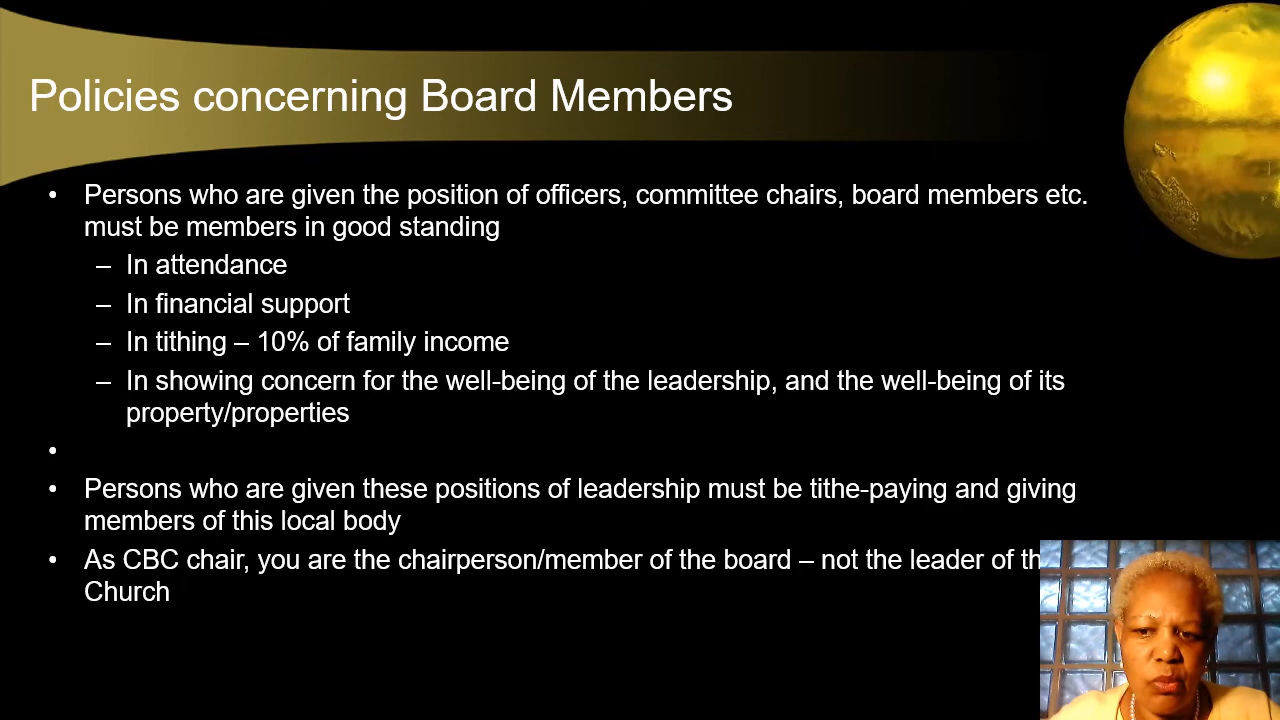 Policies concerning Board Members
• Persons who are given the position of officers, committee chairs, board members etc.
must be members in good standing
– In attendance
– In financial support
– In tithing – 10% of family income
– In showing concern for the well-being of the leadership, and the well-being of its
property/properties
•
• Persons who are given these positions of leadership must be tithe-paying and giving
members of this local body
• As CBC chair, you are the chairperson/member of the board – not the leader of
Church